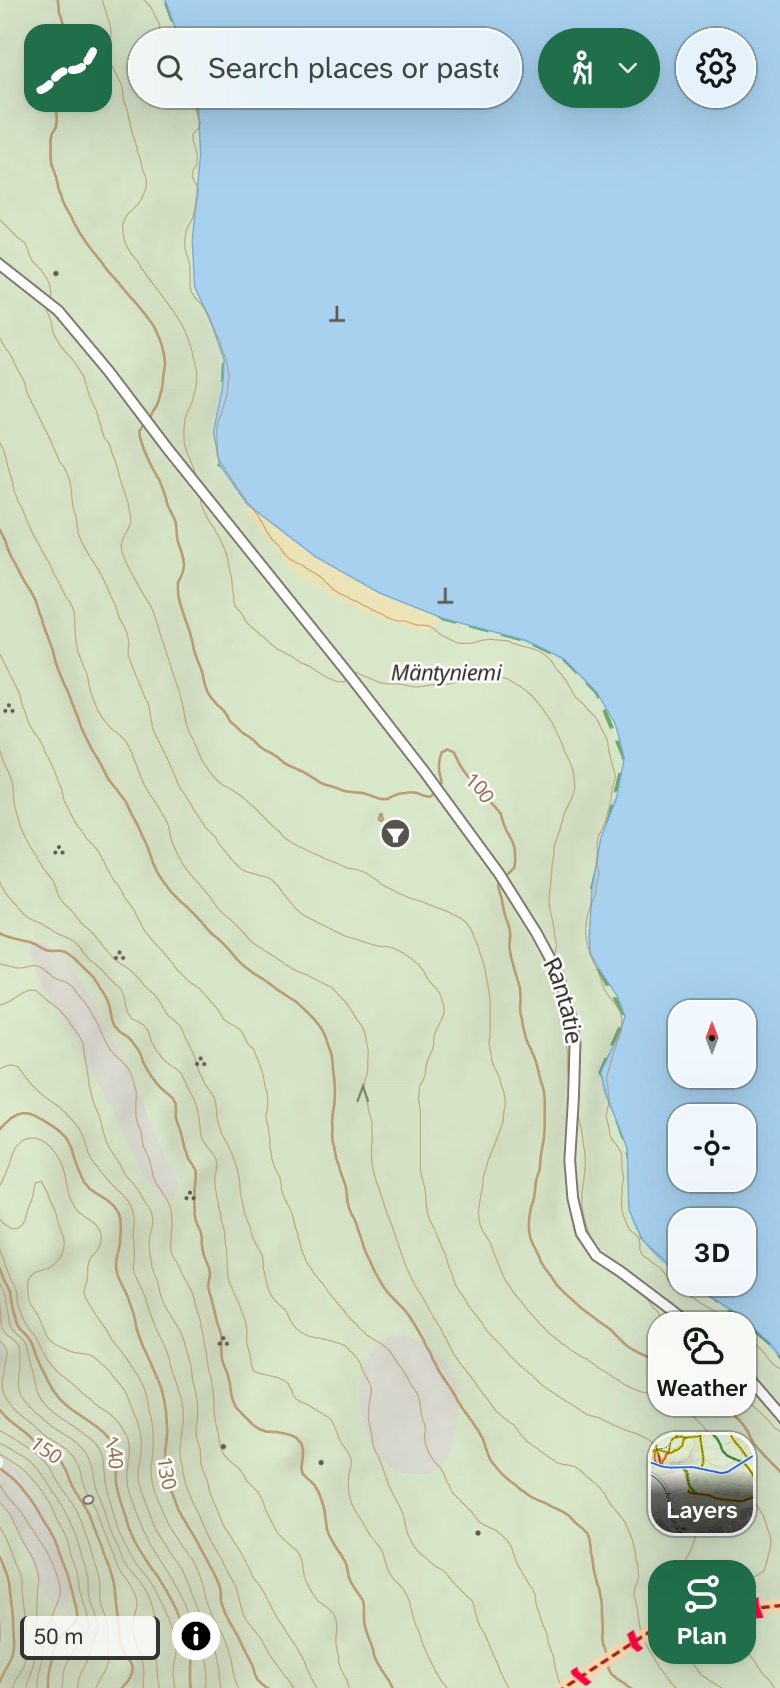 Search places or paste
Mäntyniemi
100
Rantatie
3D
Weather
150
140
130
Layers
50 m
Plan